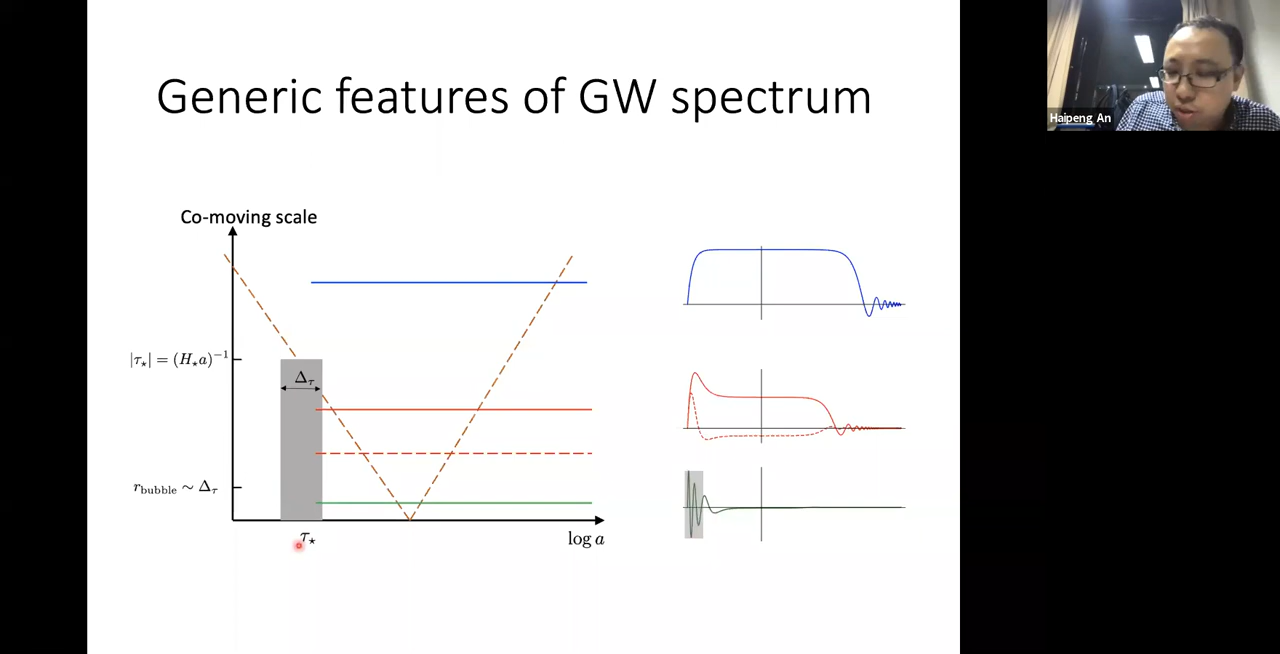 Generic features of GW spectrum
Haipeng An
Co-moving scale
|τ⋆| = (H⋆a)⁻¹
Δτ
r_bubble ∼ Δτ
τ⋆
log a